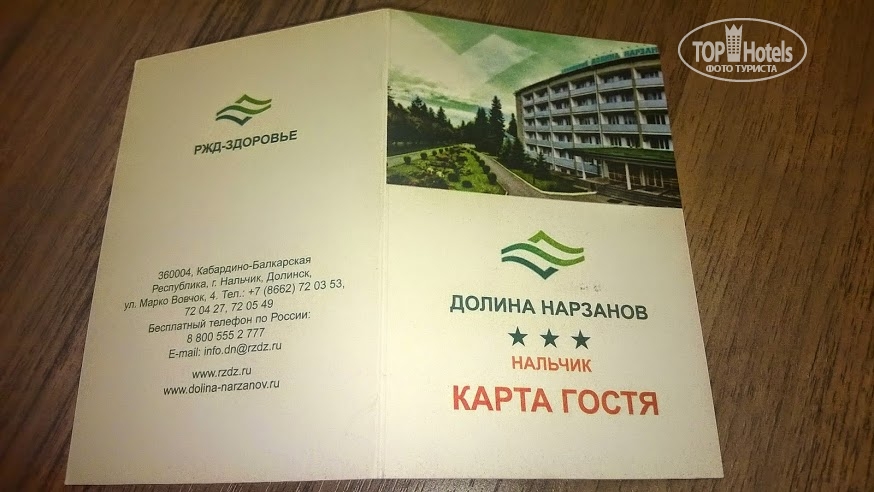 TOP Hotels
ФОТО ТУРИСТА
РЖД-ЗДОРОВЬЕ
360004, Кабардино-Балкарская
Республика, г. Нальчик, Долинск,
ул. Марко Вовчок, 4. Тел.: +7 (8662) 72 03 53,
72 04 27, 72 05 49
Бесплатный телефон по России:
8 800 555 2 777
E-mail: info.dn@rzdz.ru
www.rzdz.ru
www.dolina-narzanov.ru
ДОЛИНА НАРЗАНОВ
★ ★ ★
НАЛЬЧИК
КАРТА ГОСТЯ